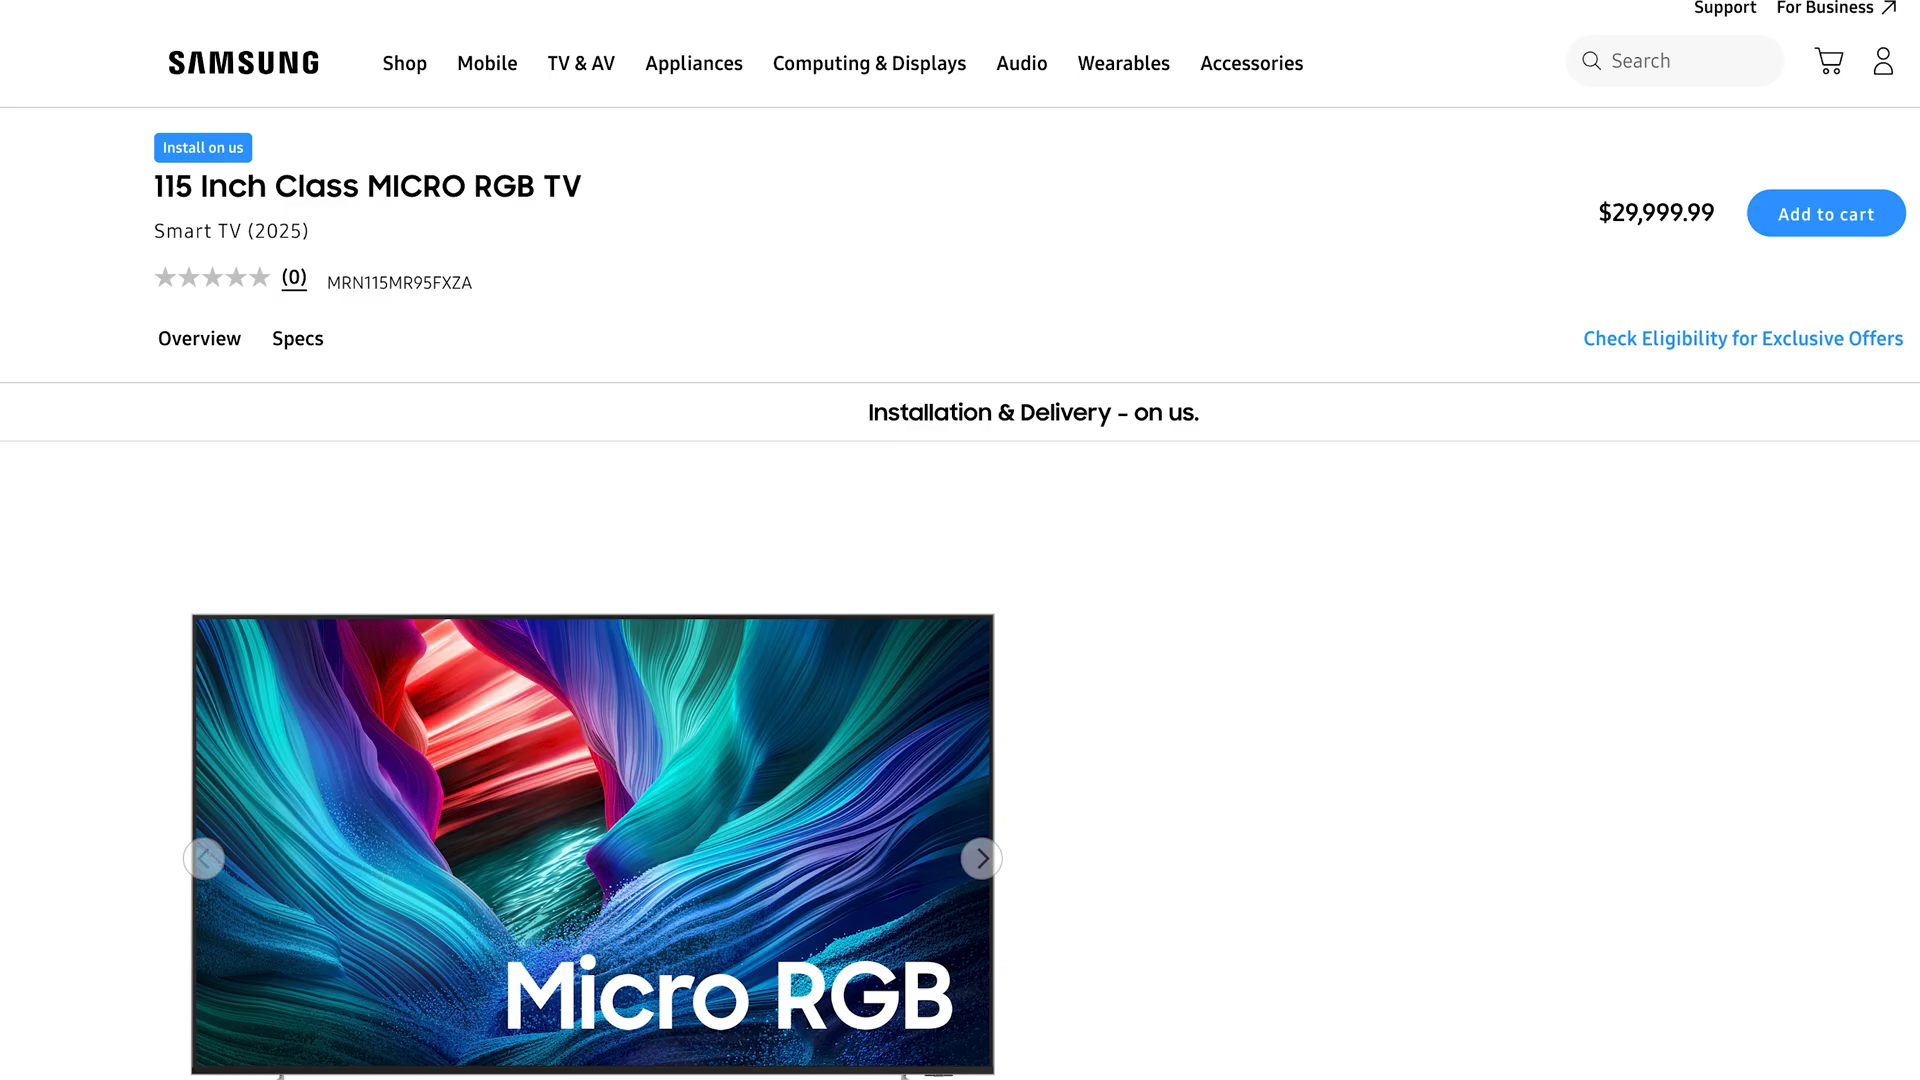 Support For Business
SAMSUNG Shop Mobile TV & AV Appliances Computing & Displays Audio Wearables Accessories Search
Install on us
115 Inch Class MICRO RGB TV
Smart TV (2025)
$29,999.99 Add to cart
(0) MRN115MR95FXZA
Overview Specs Check Eligibility for Exclusive Offers
Installation & Delivery – on us.
Micro RGB